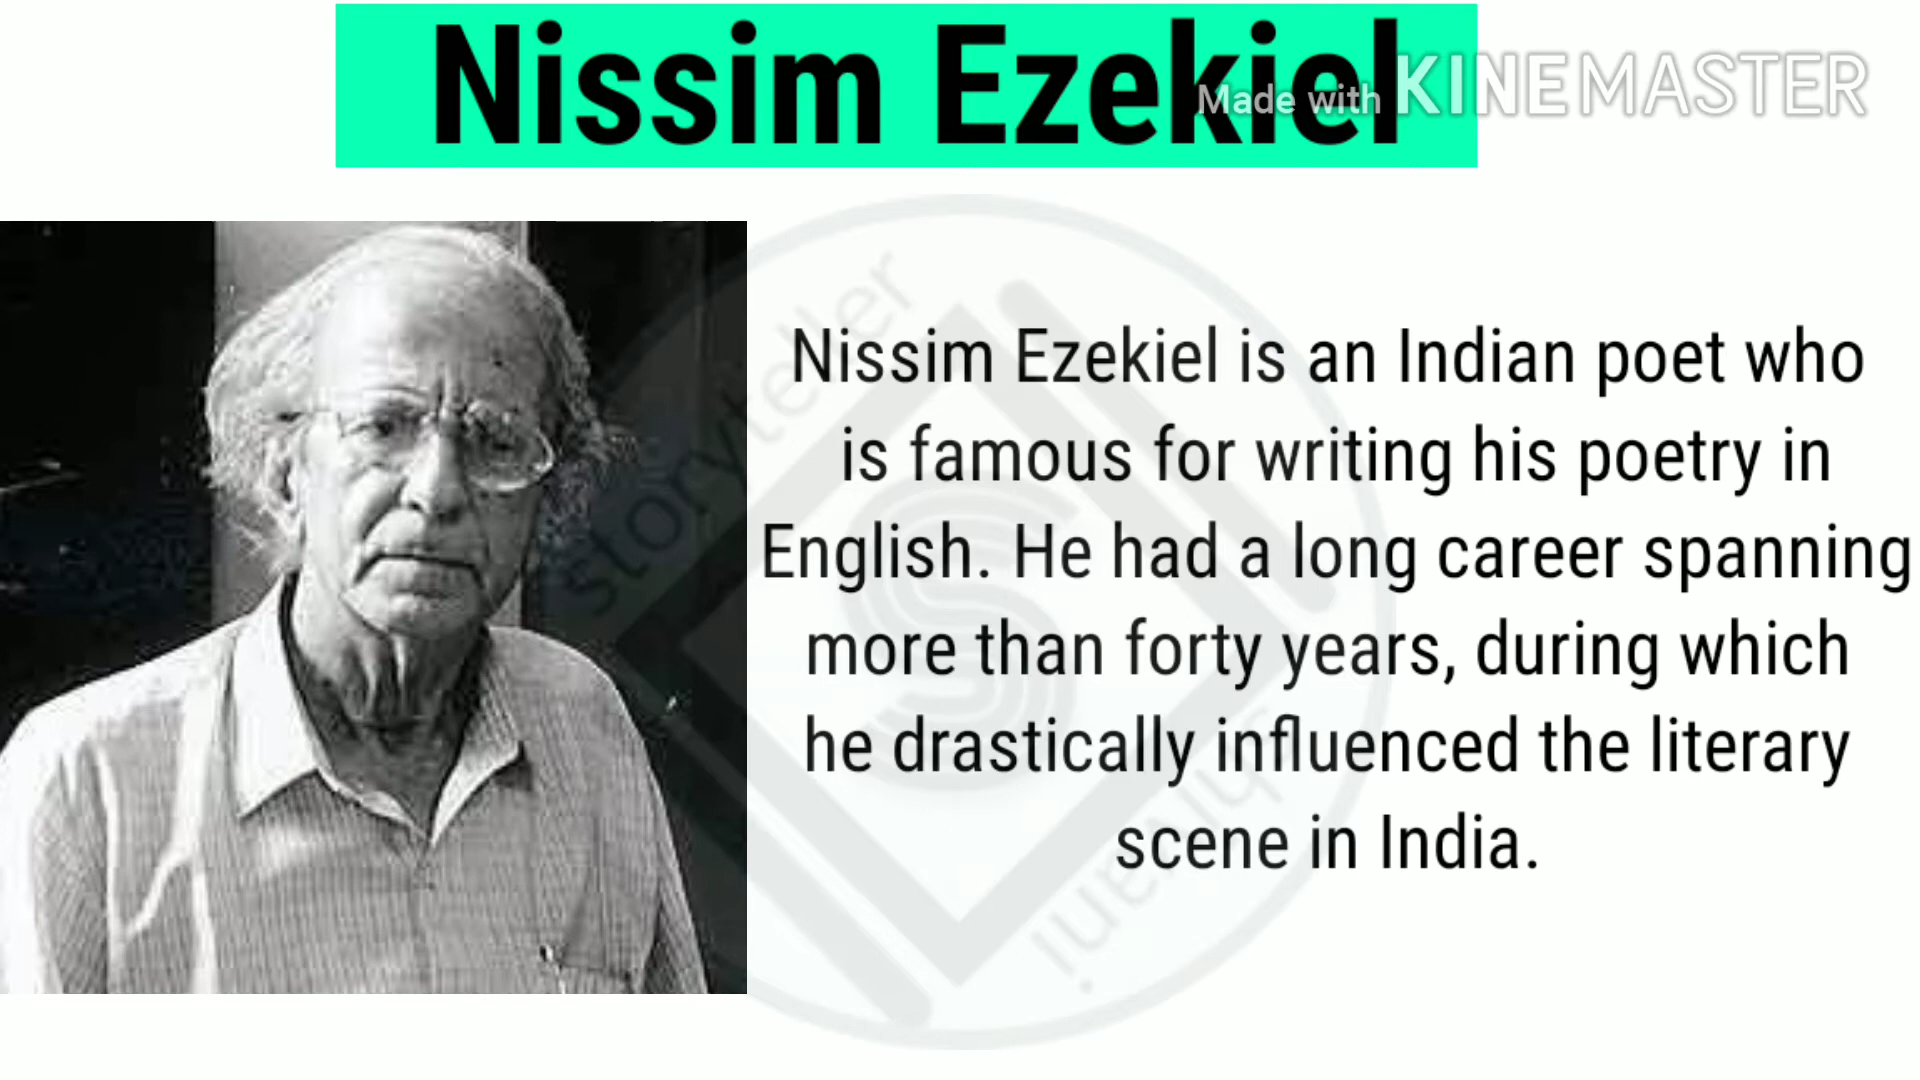 Nissim Ezekiel
Made with KINEMASTER
Nissim Ezekiel is an Indian poet who
is famous for writing his poetry in
English. He had a long career spanning
more than forty years, during which
he drastically influenced the literary
scene in India.
storyteller
shivani
S